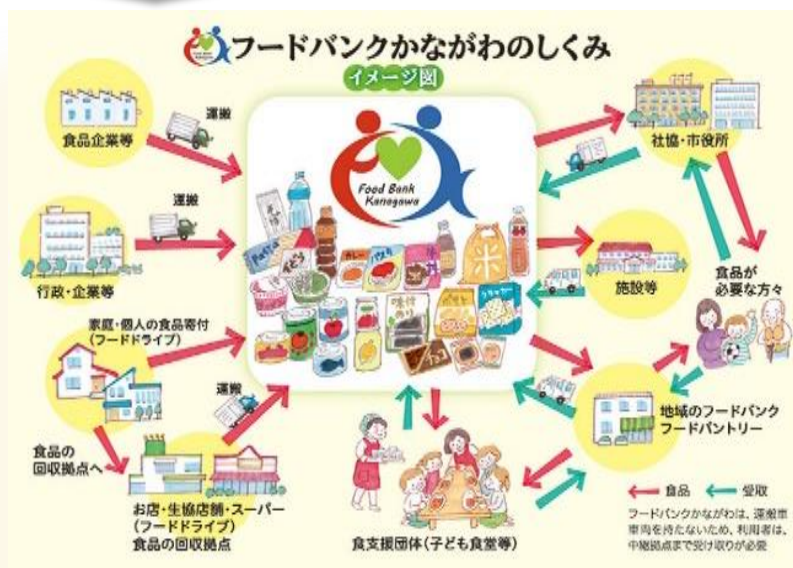 フードバンクかながわのしくみ
イメージ図
食品企業等
運搬
行政・企業等
運搬
家庭・個人の食品寄付
(フードドライブ)
食品の
回収拠点へ
運搬
お店・生協店舗・スーパー
(フードドライブ)
食品の回収拠点
Food Bank
Kanagawa
Pasta
カレー
パスタ
米
味付
のり
クラッカー
チョコ
食支援団体(子ども食堂等)
社協・市役所
施設等
食品が
必要な方々
地域のフードバンク
フードパントリー
食品 受取
フードバンクかながわは、運搬車
車両を持たないため、利用者は、
中継拠点まで受け取りが必要